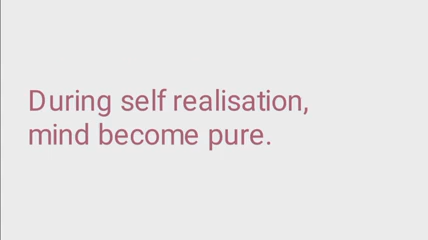 During self realisation,
mind become pure.